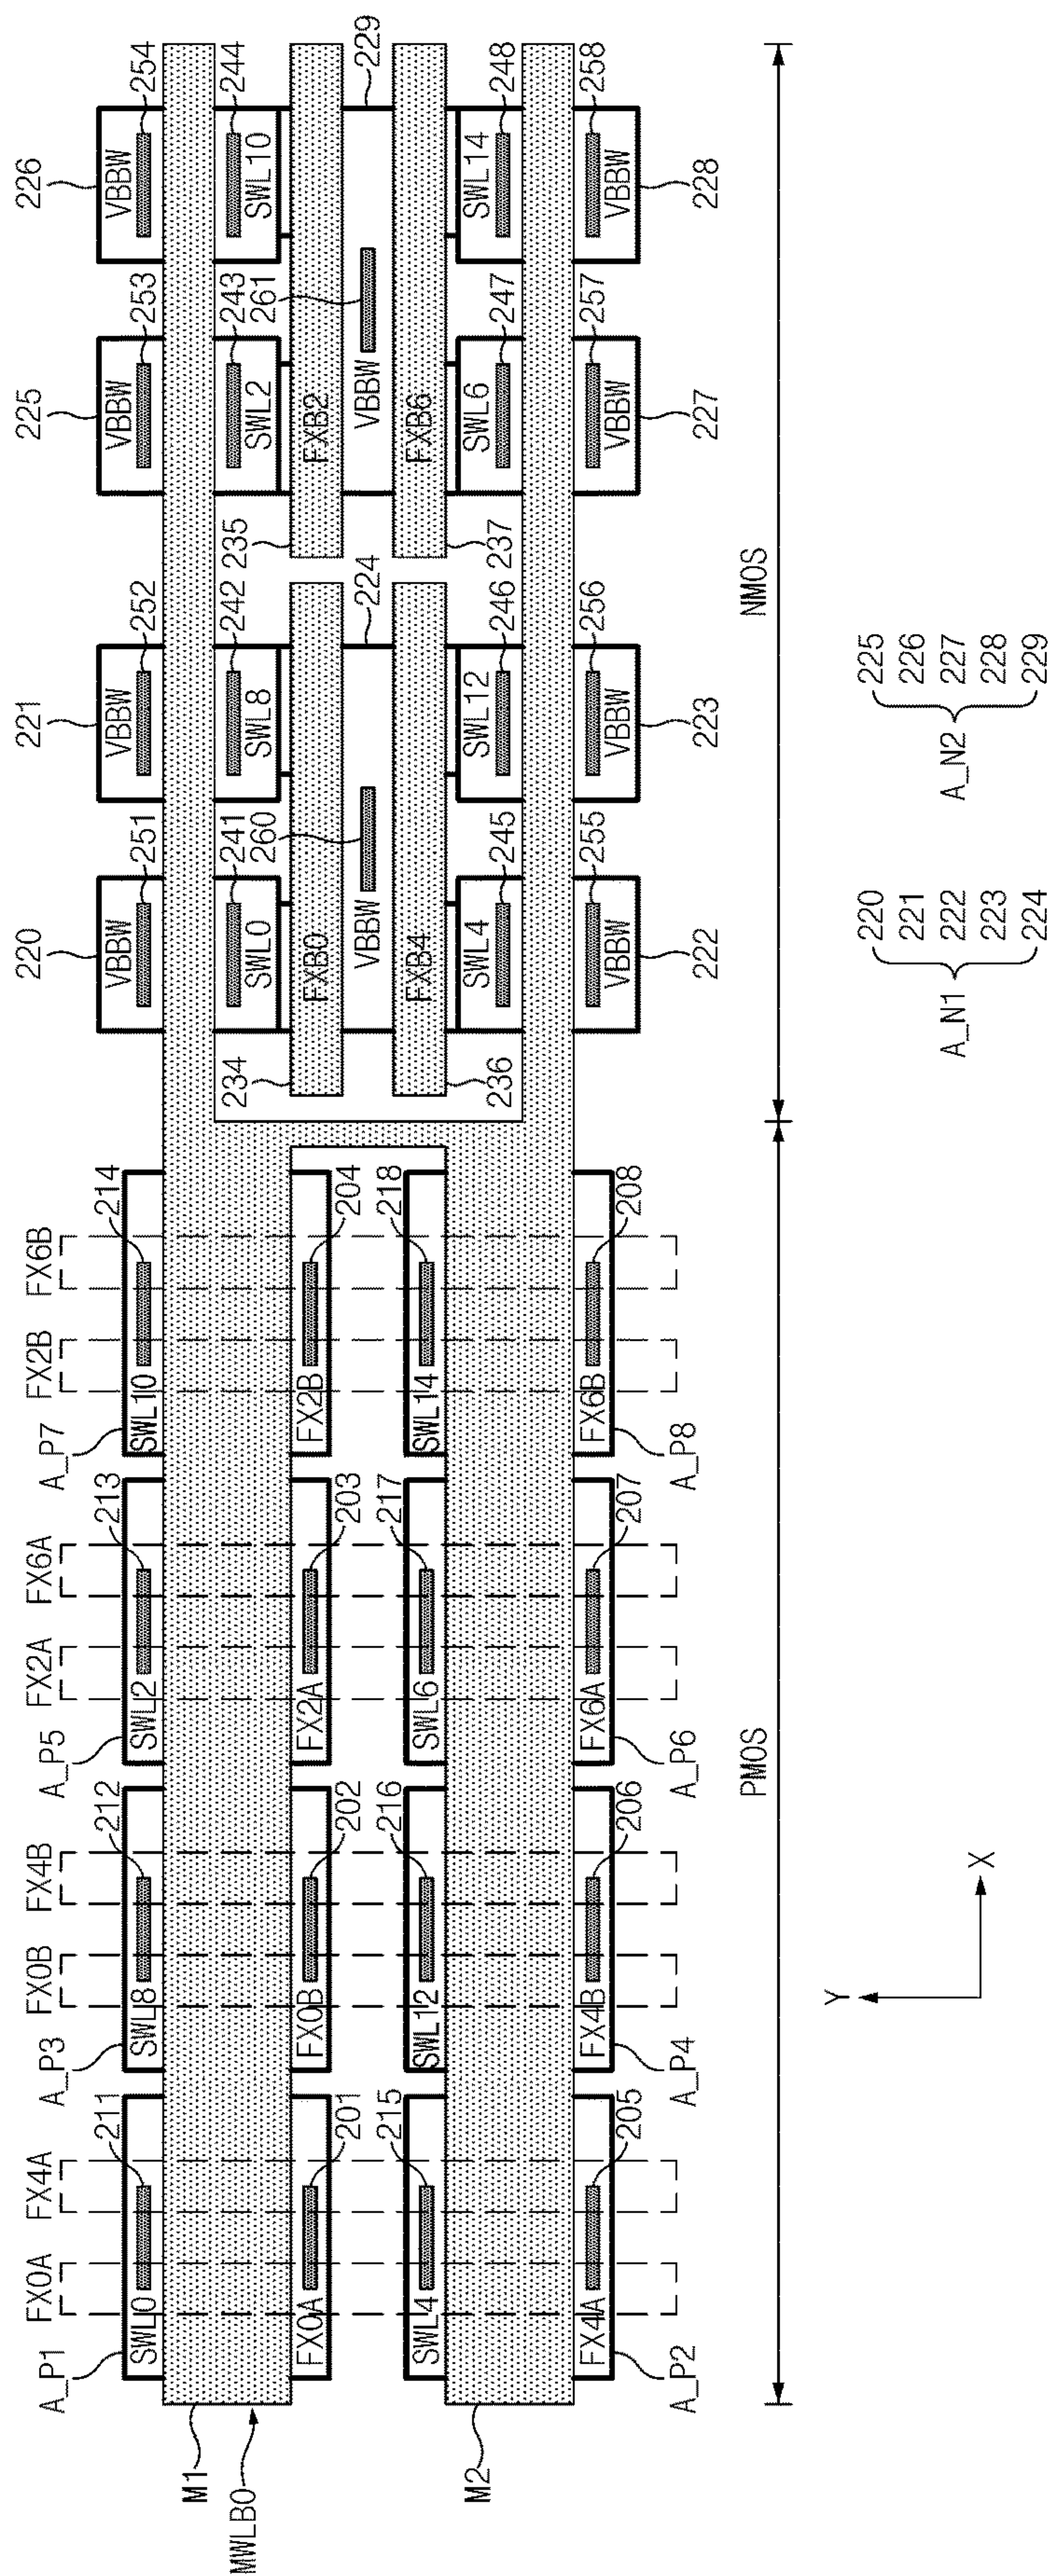 FX0A FX4A FX0B FX4B FX2A FX6A FX2B FX6B
220 221 225 226
A_P1 211 A_P3 212 A_P5 213 A_P7 214
251 252 253 254
SWL0 SWL8 SWL2 SWL10
VBBW VBBW VBBW VBBW
M1
241 242 243 244
SWL0 SWL8 SWL2 SWL10
MWLB0
260 261
234 235
FX0A 201 FX0B 202 FX2A 203 FX2B 204
FXB0 FXB2
VBBW 224 VBBW 229
215 216 217 218
SWL4 SWL12 SWL6 SWL14
FXB4 FXB6
236 237
SWL4 SWL12 SWL6 SWL14
245 246 247 248
M2
FX4A 205 FX4B 206 FX6A 207 FX6B 208
255 256 257 258
VBBW VBBW VBBW VBBW
A_P2 A_P4 A_P6 A_P8
222 223 227 228
PMOS NMOS
Y
X
A_N1
220
221
222
223
224
A_N2
225
226
227
228
229